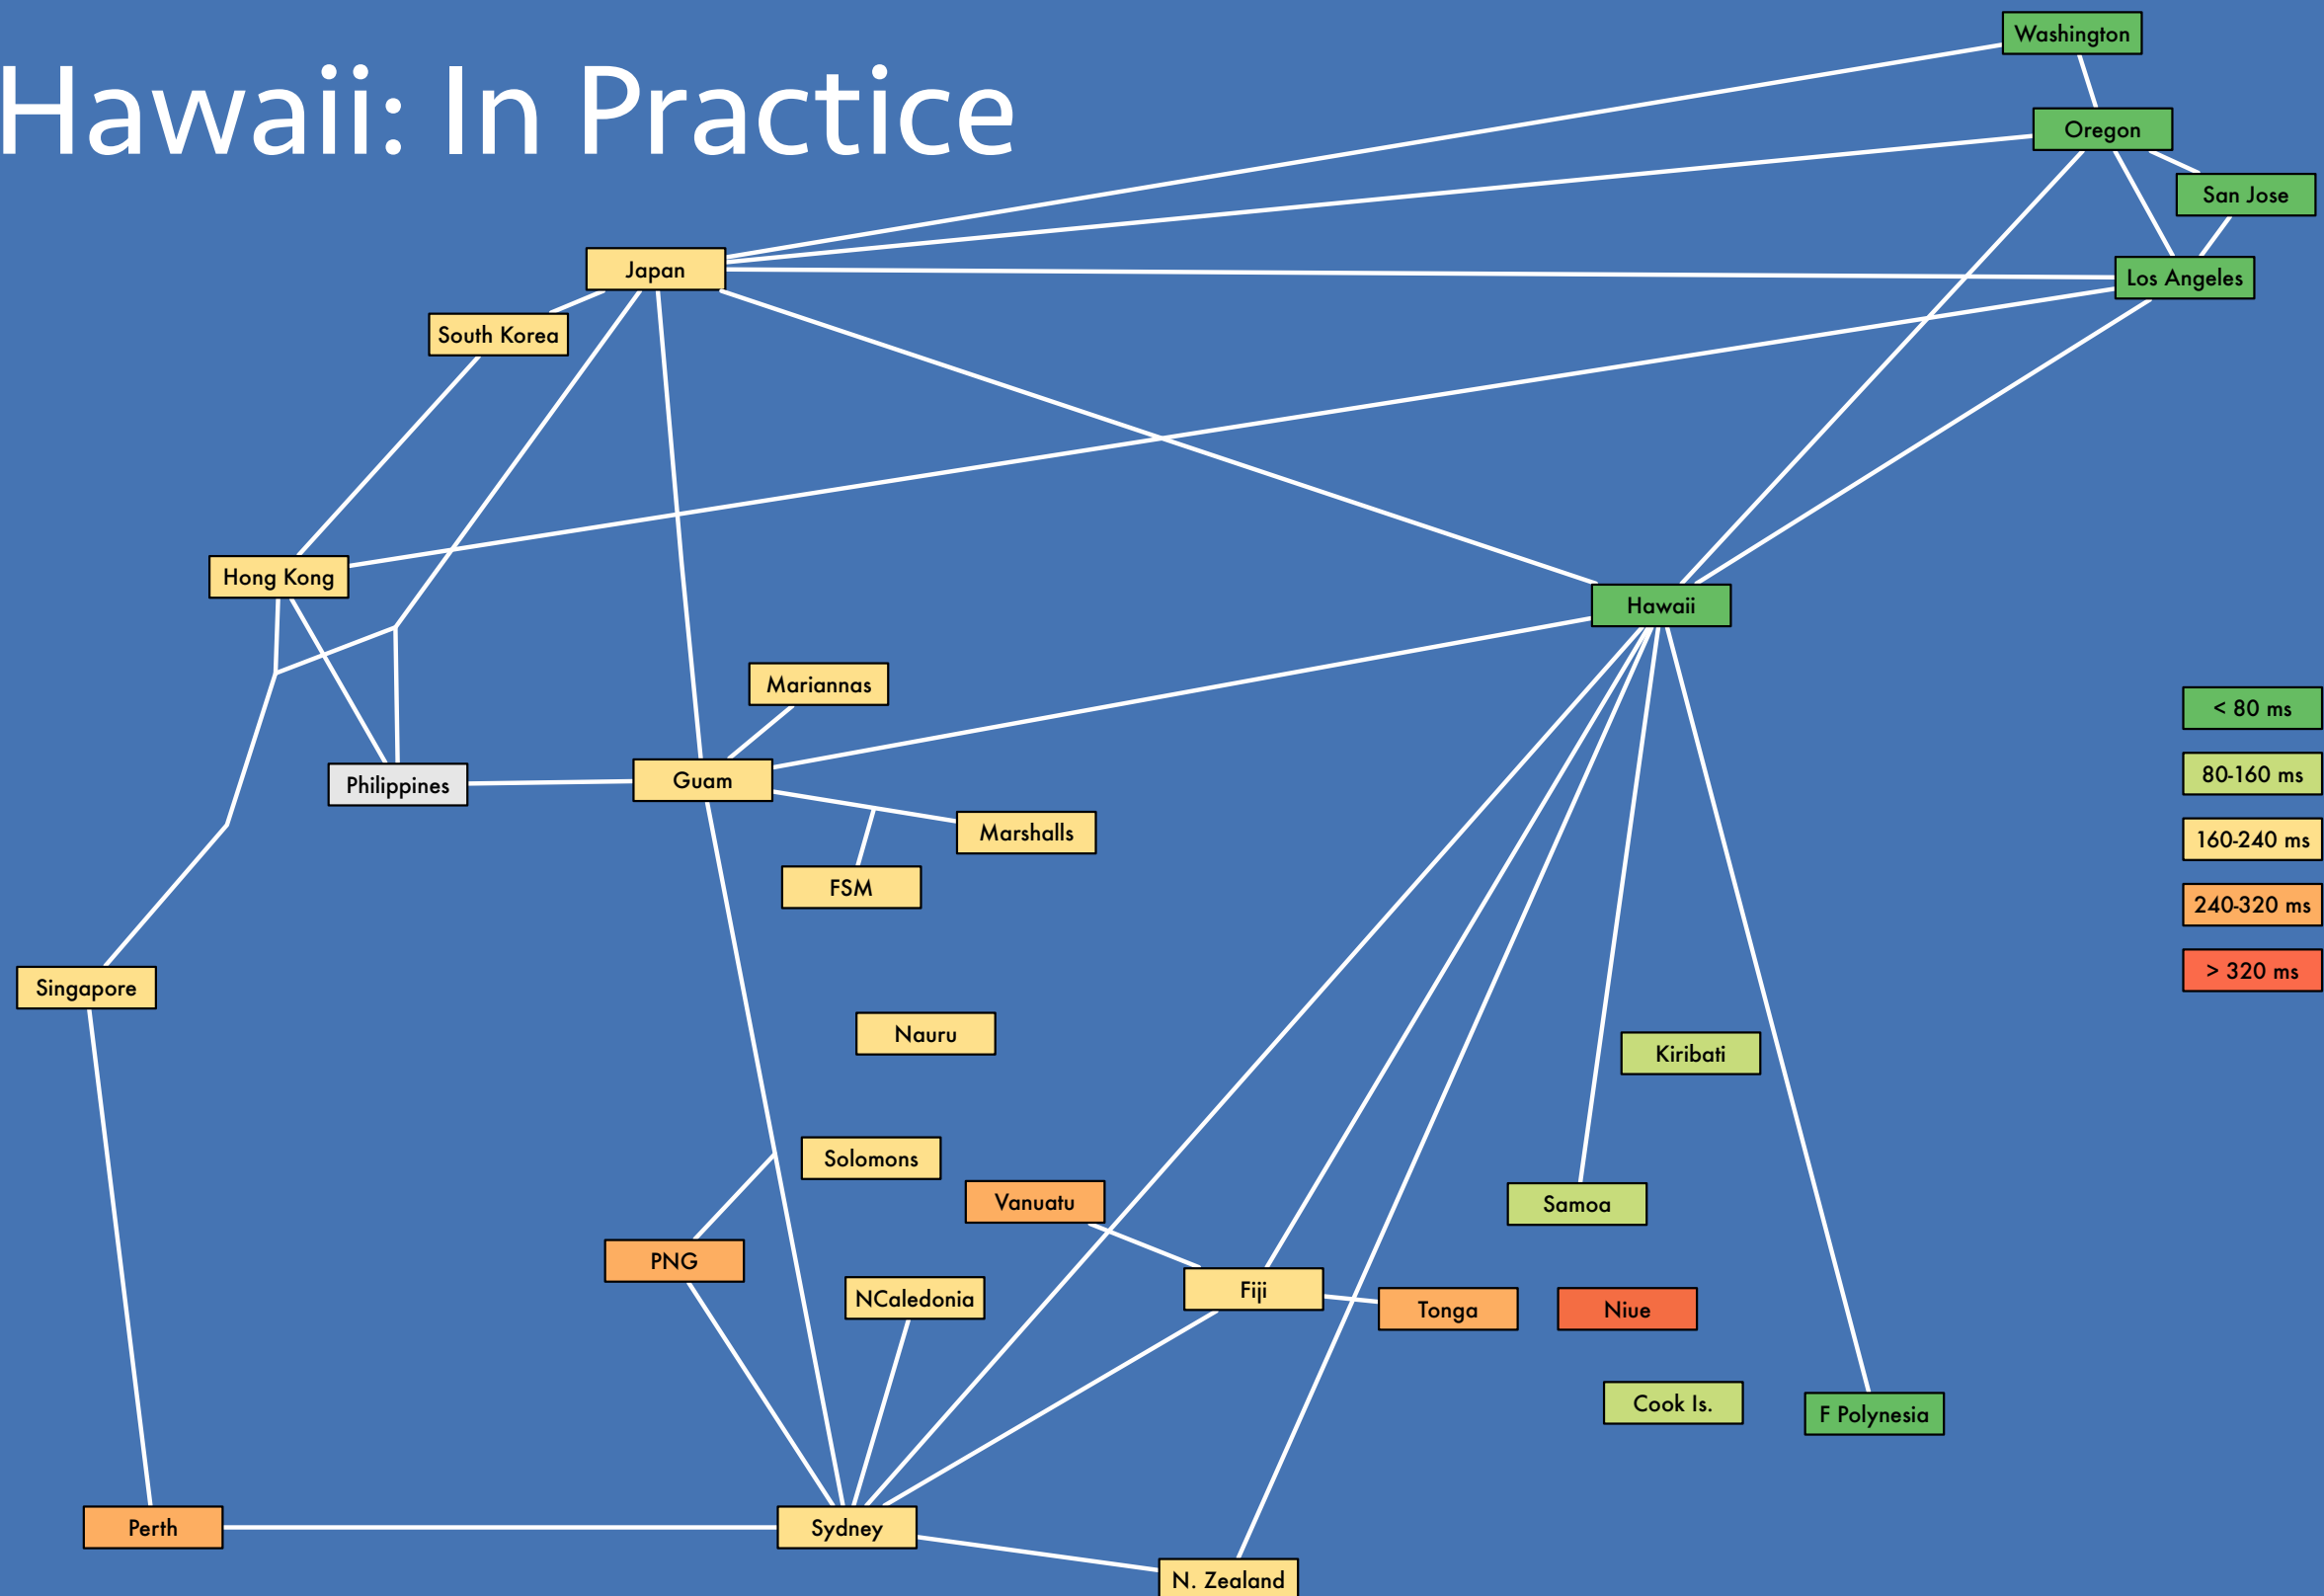 Washington
Hawaii: In Practice
Oregon
San Jose
Japan
Los Angeles
South Korea
Hong Kong
Hawaii
Mariannas
< 80 ms
Philippines
Guam
80-160 ms
Marshalls
160-240 ms
FSM
240-320 ms
> 320 ms
Singapore
Nauru
Kiribati
Solomons
Vanuatu
Samoa
PNG
NCaledonia
Fiji
Tonga
Niue
Cook Is.
F Polynesia
Perth
Sydney
N. Zealand